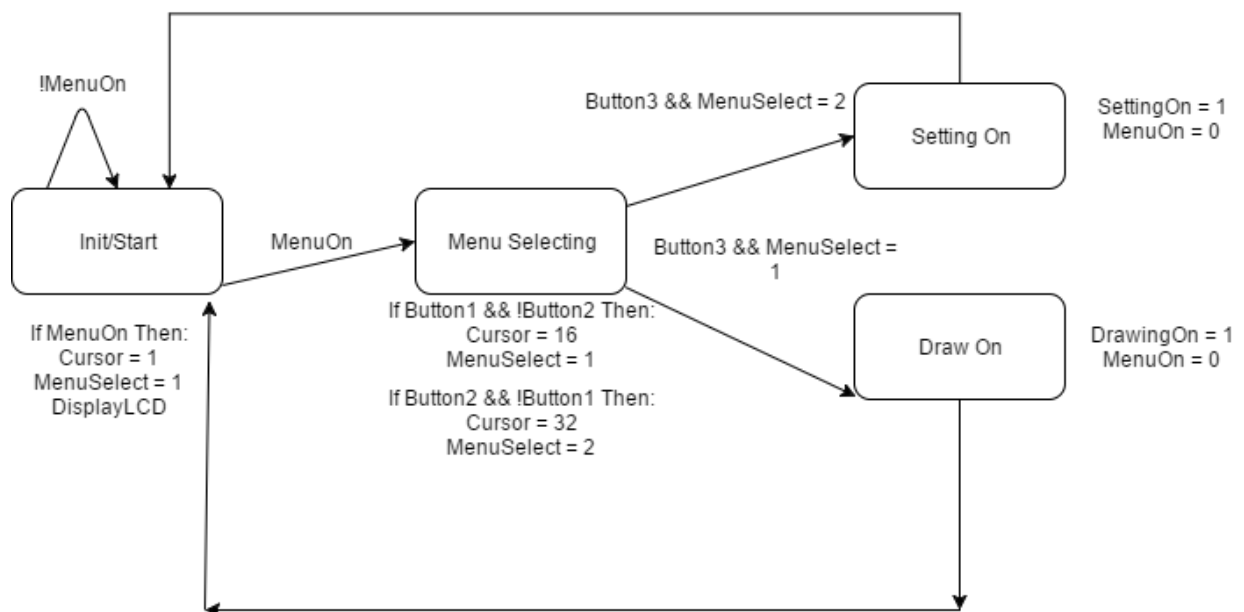 !MenuOn
Button3 && MenuSelect = 2
Setting On
SettingOn = 1
MenuOn = 0
Init/Start
MenuOn
Menu Selecting
Button3 && MenuSelect =
1
If MenuOn Then:
Cursor = 1
MenuSelect = 1
DisplayLCD
If Button1 && !Button2 Then:
Cursor = 16
MenuSelect = 1
If Button2 && !Button1 Then:
Cursor = 32
MenuSelect = 2
Draw On
DrawingOn = 1
MenuOn = 0